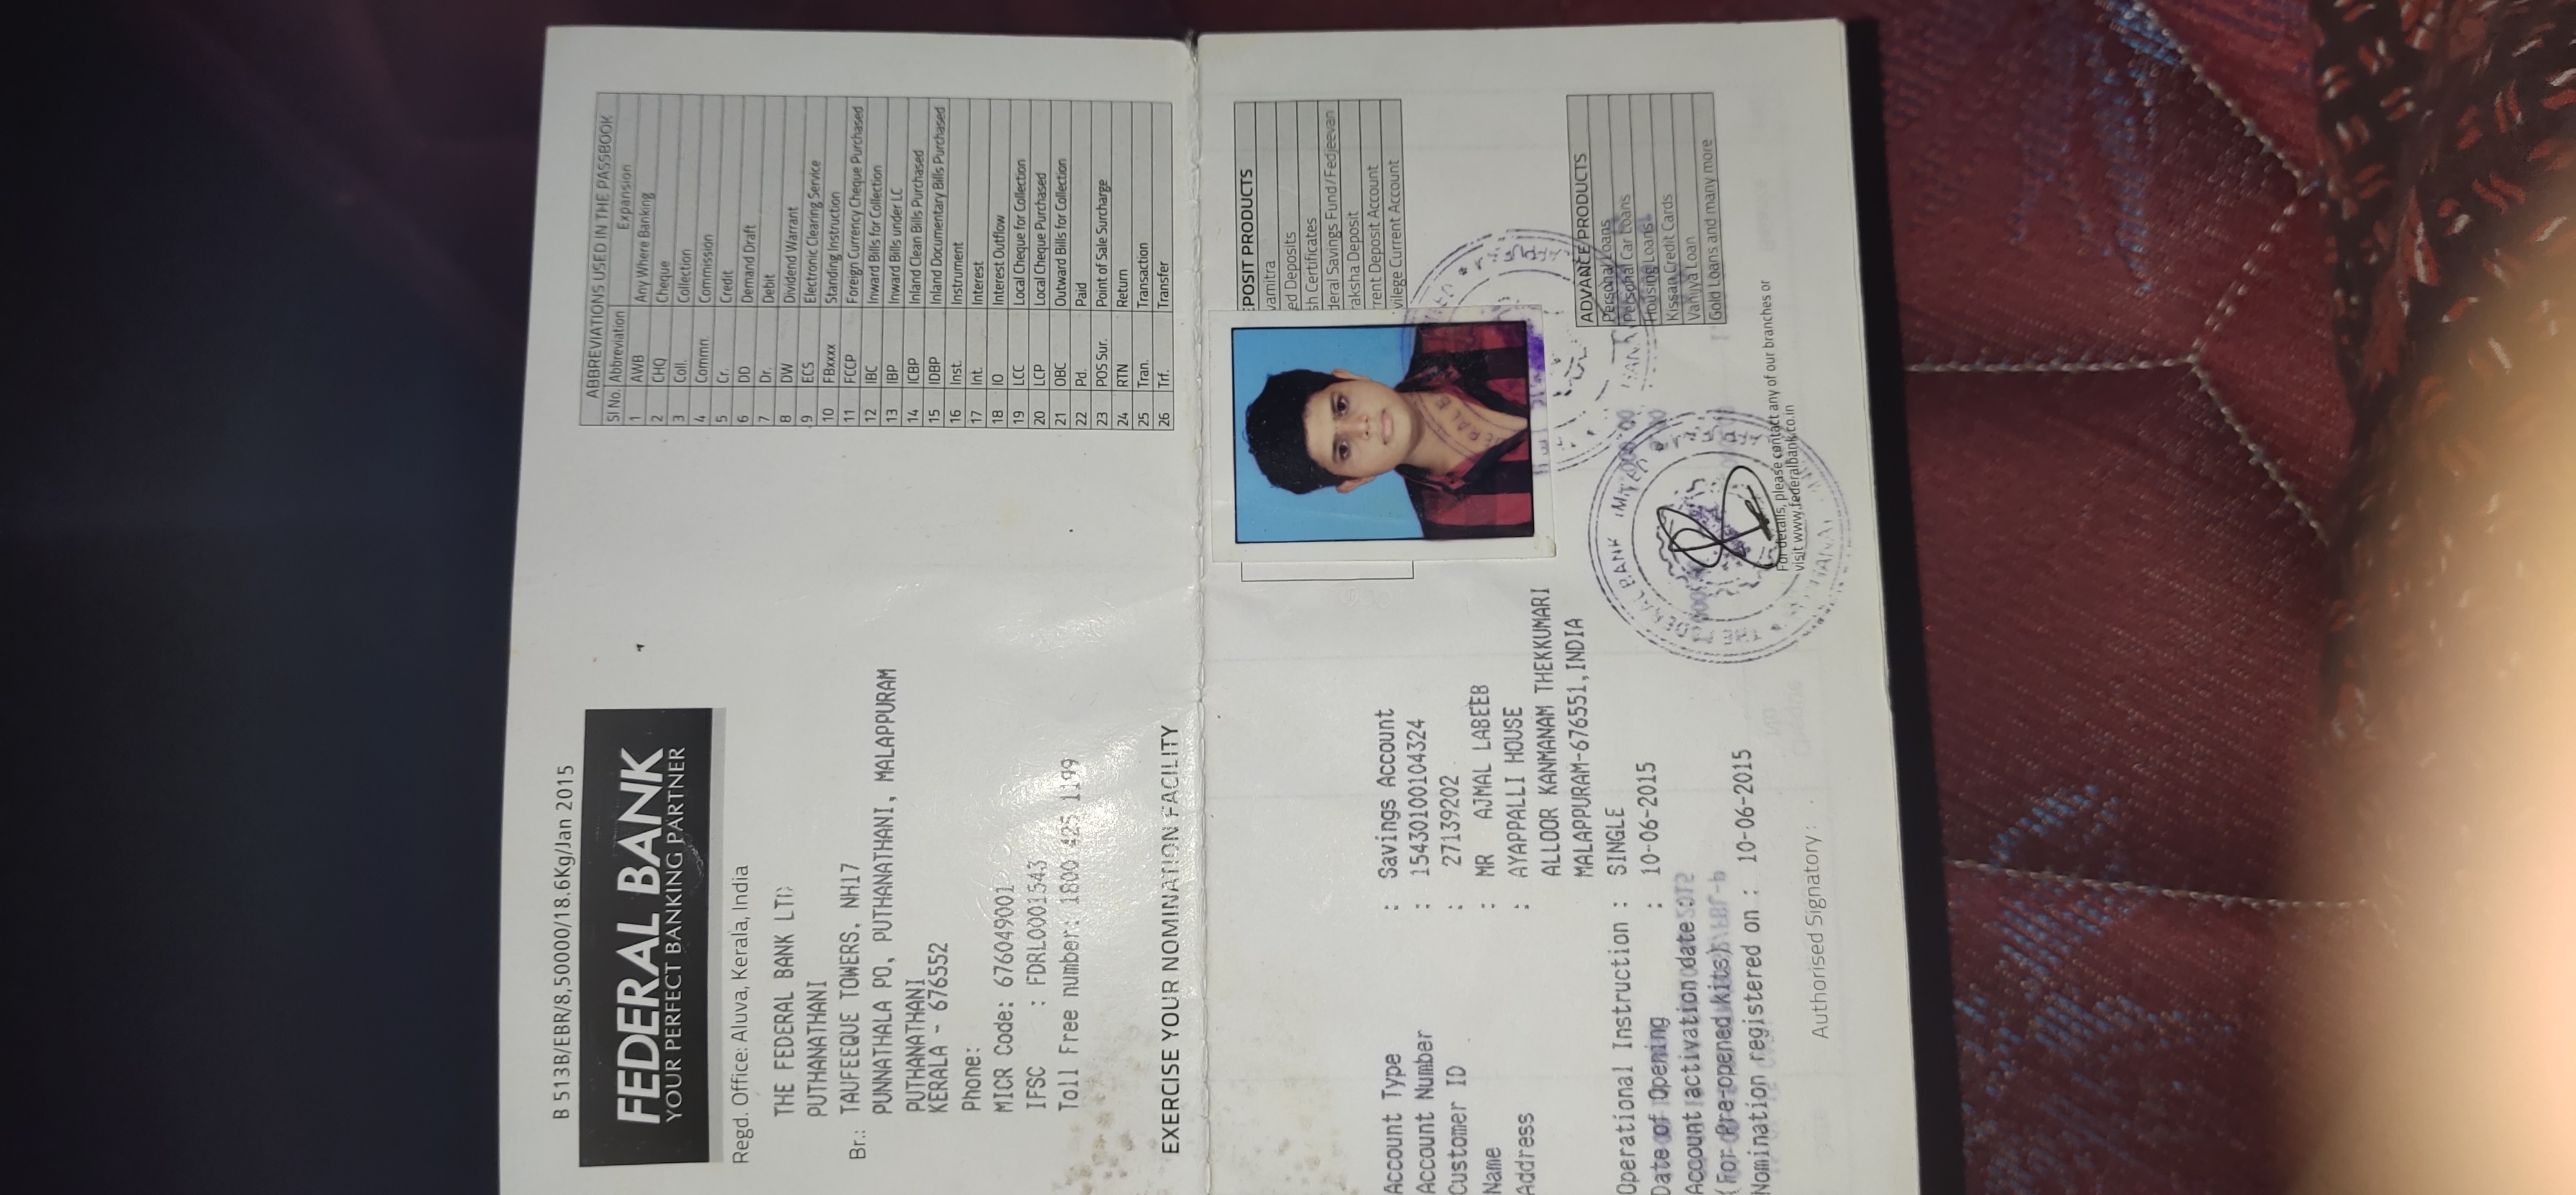 B 513B/EBR/8,50000/18.6Kg/Jan 2015
FEDERAL BANK
YOUR PERFECT BANKING PARTNER
Regd. Office: Aluva, Kerala, India
THE FEDERAL BANK LTD
PUTHANATHANI
Br.: TAUFEEQUE TOWERS, NH17
PUNNATHALA PO, PUTHANATHANI, MALAPPURAM
PUTHANATHANI
KERALA - 676552
Phone:
MICR Code: 676049001
IFSC : FDRL0001543
Toll Free number: 1800 425 1199
EXERCISE YOUR NOMINATION FACILITY
ABBREVIATIONS USED IN THE PASSBOOK
Sl No. Abbreviation Expansion
1 AWB Any Where Banking
2 CHQ Cheque
3 Coll. Collection
4 Commn. Commission
5 Cr. Credit
6 DD Demand Draft
7 Dr. Debit
8 DW Dividend Warrant
9 ECS Electronic Clearing Service
10 FBxxxx Standing Instruction
11 FCCP Foreign Currency Cheque Purchased
12 IBC Inward Bills for Collection
13 IBP Inward Bills under LC
14 ICBP Inland Clean Bills Purchased
15 IDBP Inland Documentary Bills Purchased
16 Inst. Instrument
17 Int. Interest
18 IO Interest Outflow
19 LCC Local Cheque for Collection
20 LCP Local Cheque Purchased
21 OBC Outward Bills for Collection
22 Pd. Paid
23 POS Sur. Point of Sale Surcharge
24 RTN Return
25 Tran. Transaction
26 Trf. Transfer
Account Type : Savings Account
Account Number : 15430100104324
Customer ID : 27139202
Name : MR AJMAL LABEEB
Address : AYAPPALLI HOUSE
ALLOOR KANMANAM THEKKUMARI
MALAPPURAM-676551,INDIA
Operational Instruction : SINGLE
Date of Opening : 10-06-2015
Account activation date :
(For Pre-opened kits)
Nomination registered on : 10-06-2015
Authorised Signatory :
EPOSIT PRODUCTS
vamitra
ed Deposits
sh Certificates
deral Savings Fund/Fedjeevan
raksha Deposit
rrent Deposit Account
vilege Current Account
ADVANCE PRODUCTS
Personal Loans
Personal Car Loans
Housing Loans
Kissan Credit Cards
Vanijya Loan
Gold Loans and many more
THE FEDERAL BANK LIMITED
For details, please contact any of our branches or
visit www.federalbank.co.in